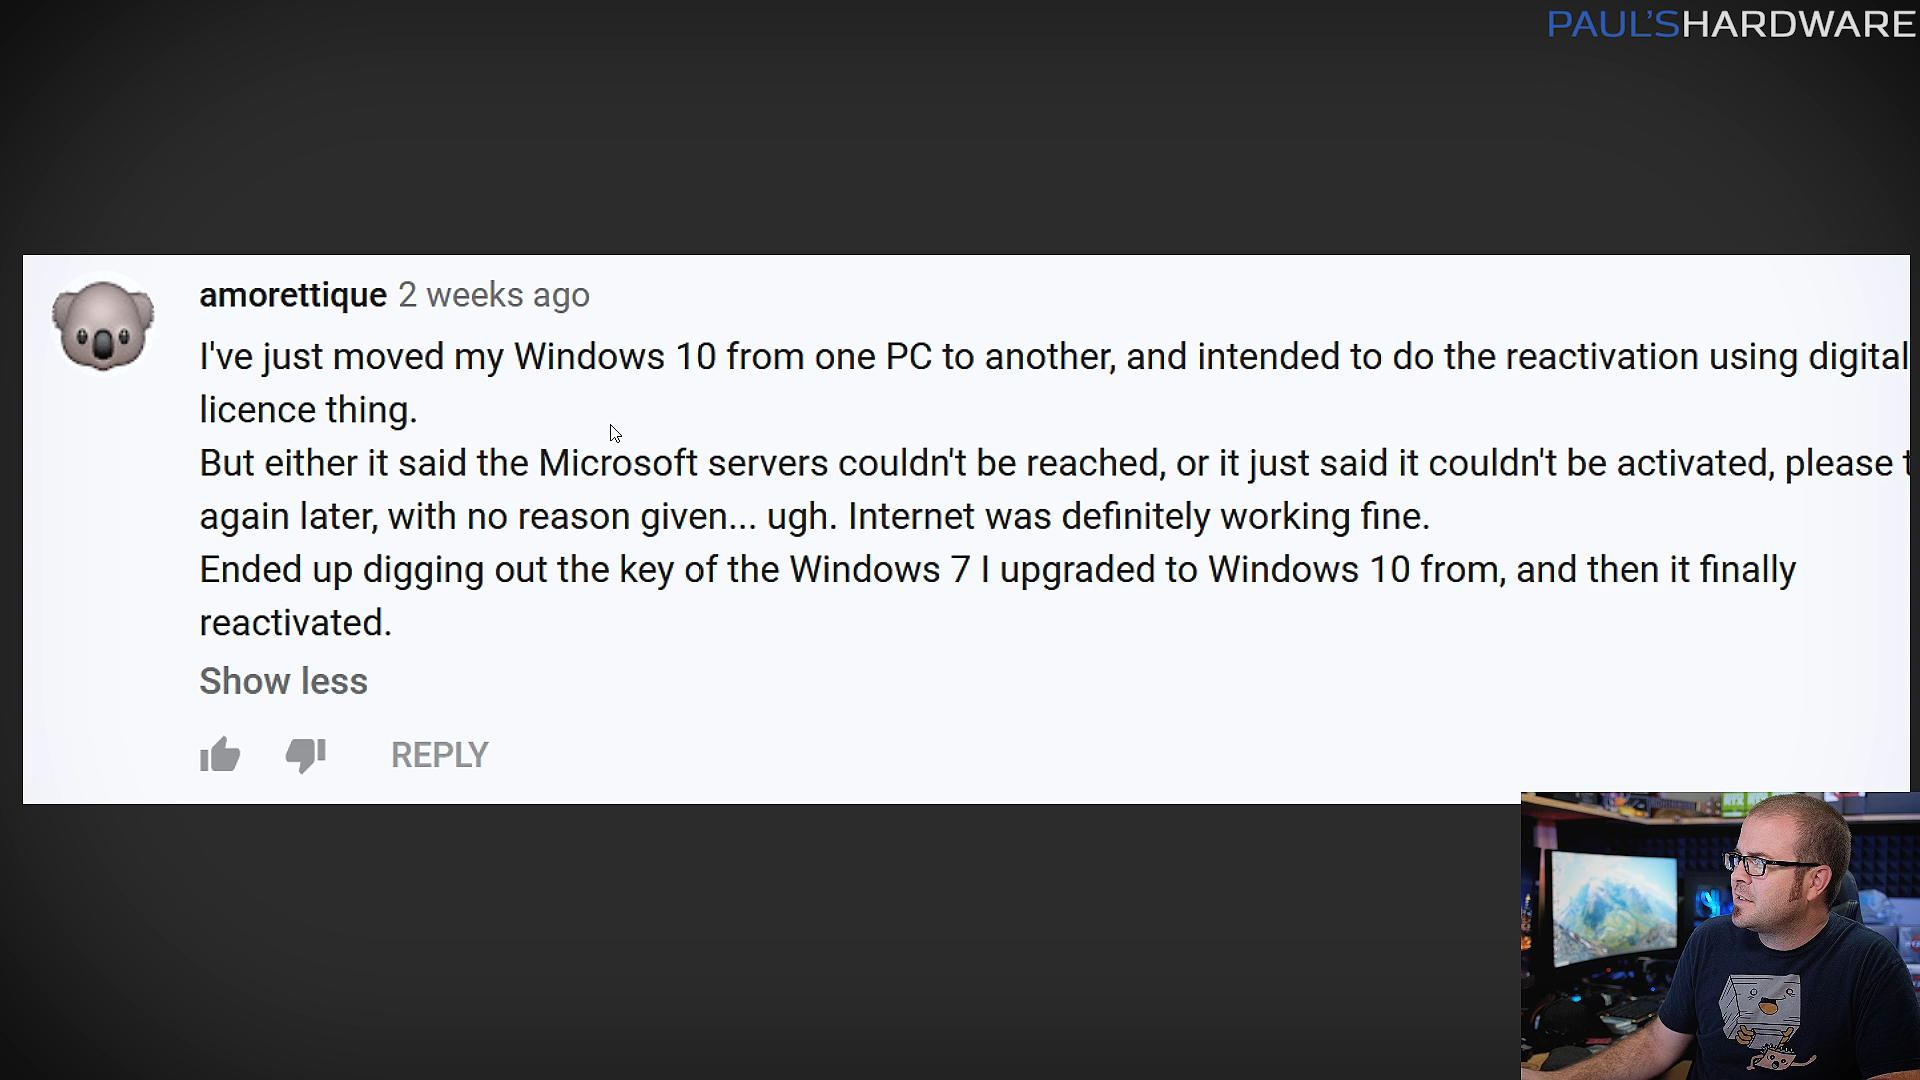 PAUL'SHARDWARE
amorettique 2 weeks ago
I've just moved my Windows 10 from one PC to another, and intended to do the reactivation using digital
licence thing.
But either it said the Microsoft servers couldn't be reached, or it just said it couldn't be activated, please t
again later, with no reason given... ugh. Internet was definitely working fine.
Ended up digging out the key of the Windows 7 I upgraded to Windows 10 from, and then it finally
reactivated.
Show less
REPLY